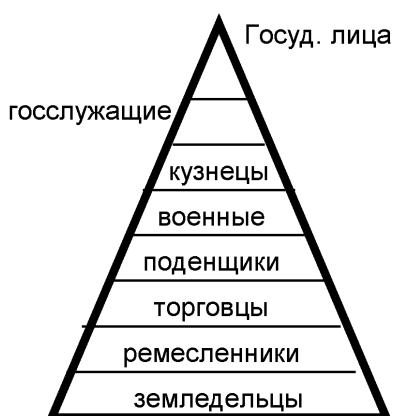 Госуд. лица
госслужащие
кузнецы
военные
поденщики
торговцы
ремесленники
земледельцы